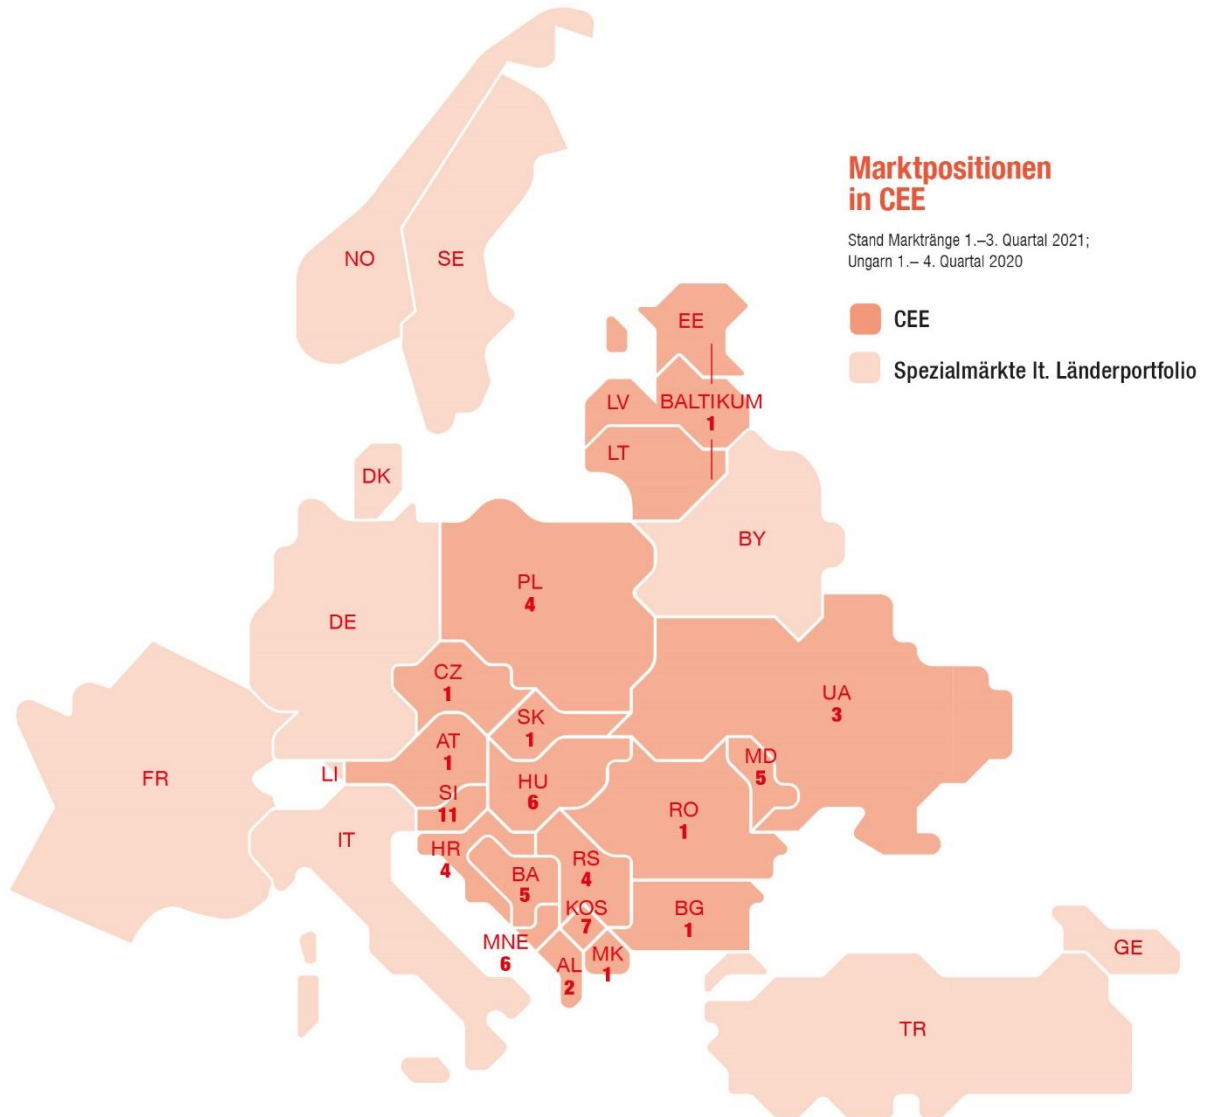 Marktpositionen
in CEE
Stand Marktränge 1.–3. Quartal 2021;
Ungarn 1.– 4. Quartal 2020
CEE
Spezialmärkte lt. Länderportfolio
NO
SE
EE
LV
BALTIKUM
1
LT
DK
BY
PL
4
DE
CZ
1
UA
3
SK
1
AT
1
MD
5
LI
FR
HU
6
SI
11
RO
1
IT
HR
4
RS
4
BA
5
KOS
7
BG
1
MNE
6
AL
2
MK
1
GE
TR